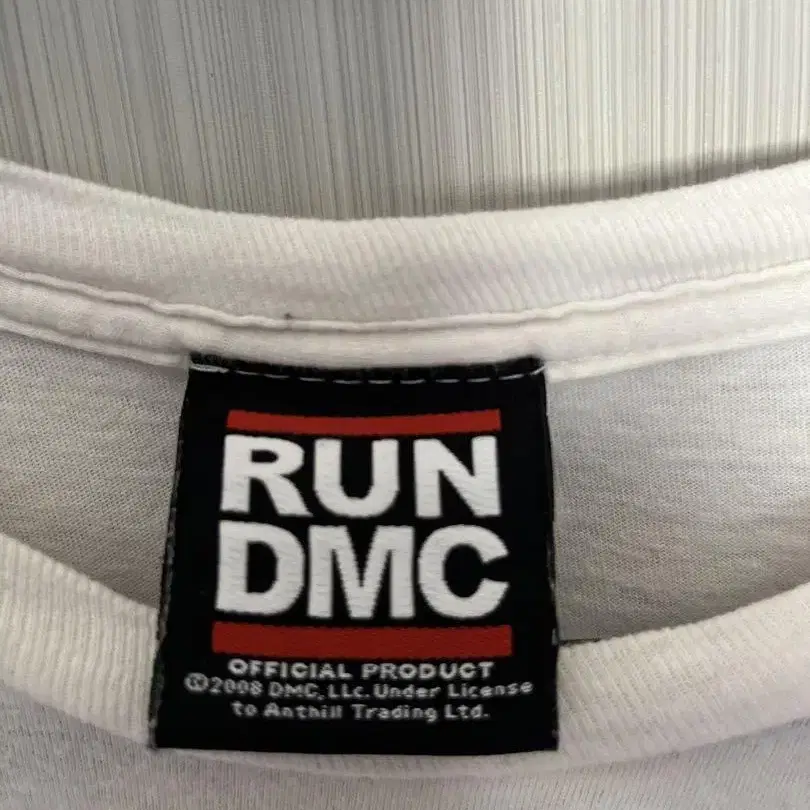 RUN
DMC
OFFICIAL PRODUCT
©2008 DMC, LLc. Under License
to Anthill Trading Ltd.